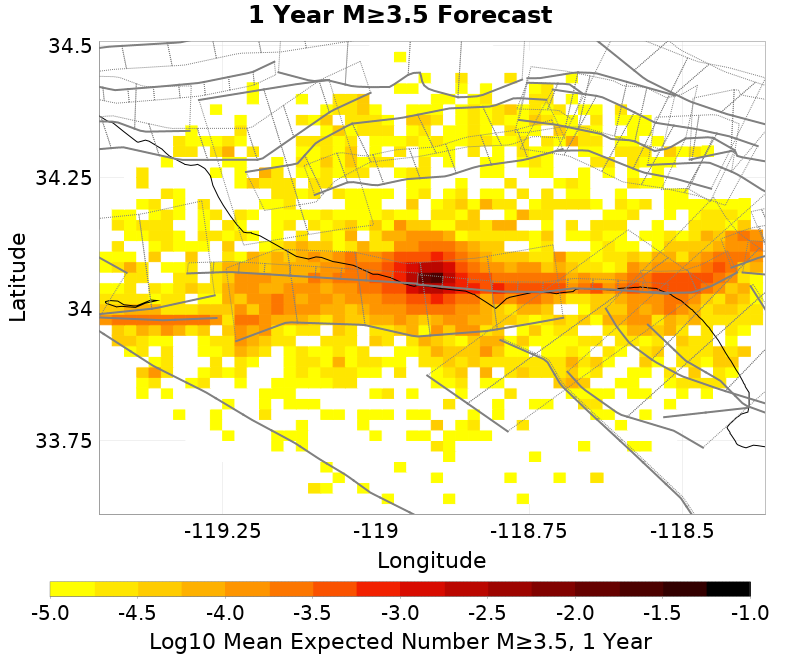 1 Year M≥3.5 Forecast
34.5
34.25
34
33.75
Latitude
-119.25 -119 -118.75 -118.5
Longitude
-5.0 -4.5 -4.0 -3.5 -3.0 -2.5 -2.0 -1.5 -1.0
Log10 Mean Expected Number M≥3.5, 1 Year